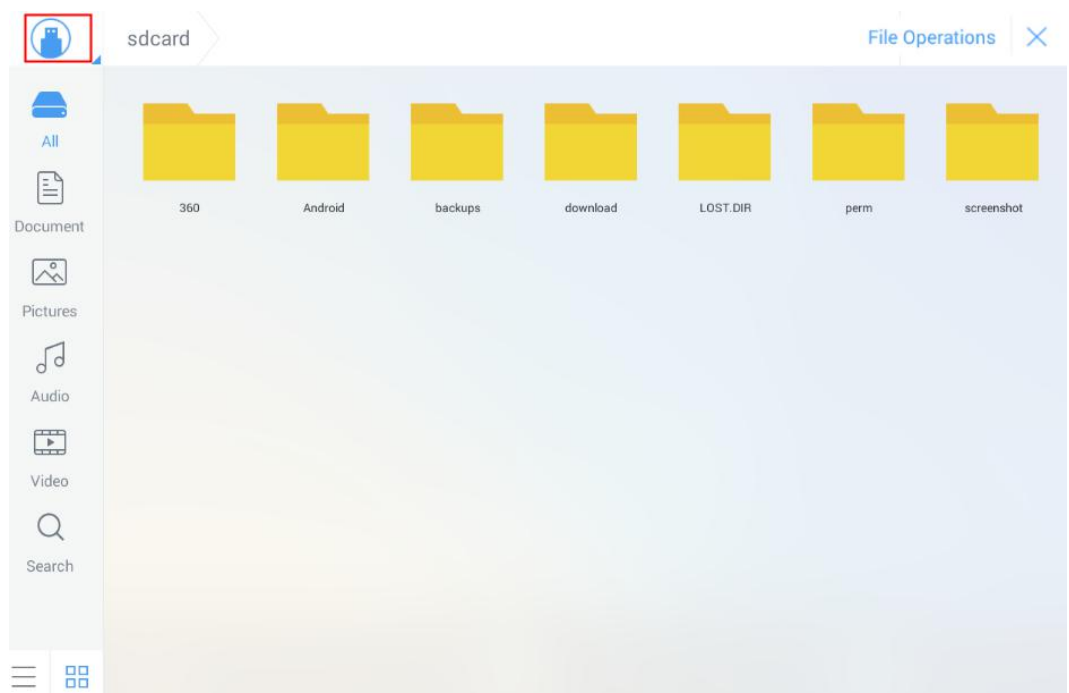 sdcard
File Operations
All
Document
Pictures
Audio
Video
Search
360
Android
backups
download
LOST.DIR
perm
screenshot